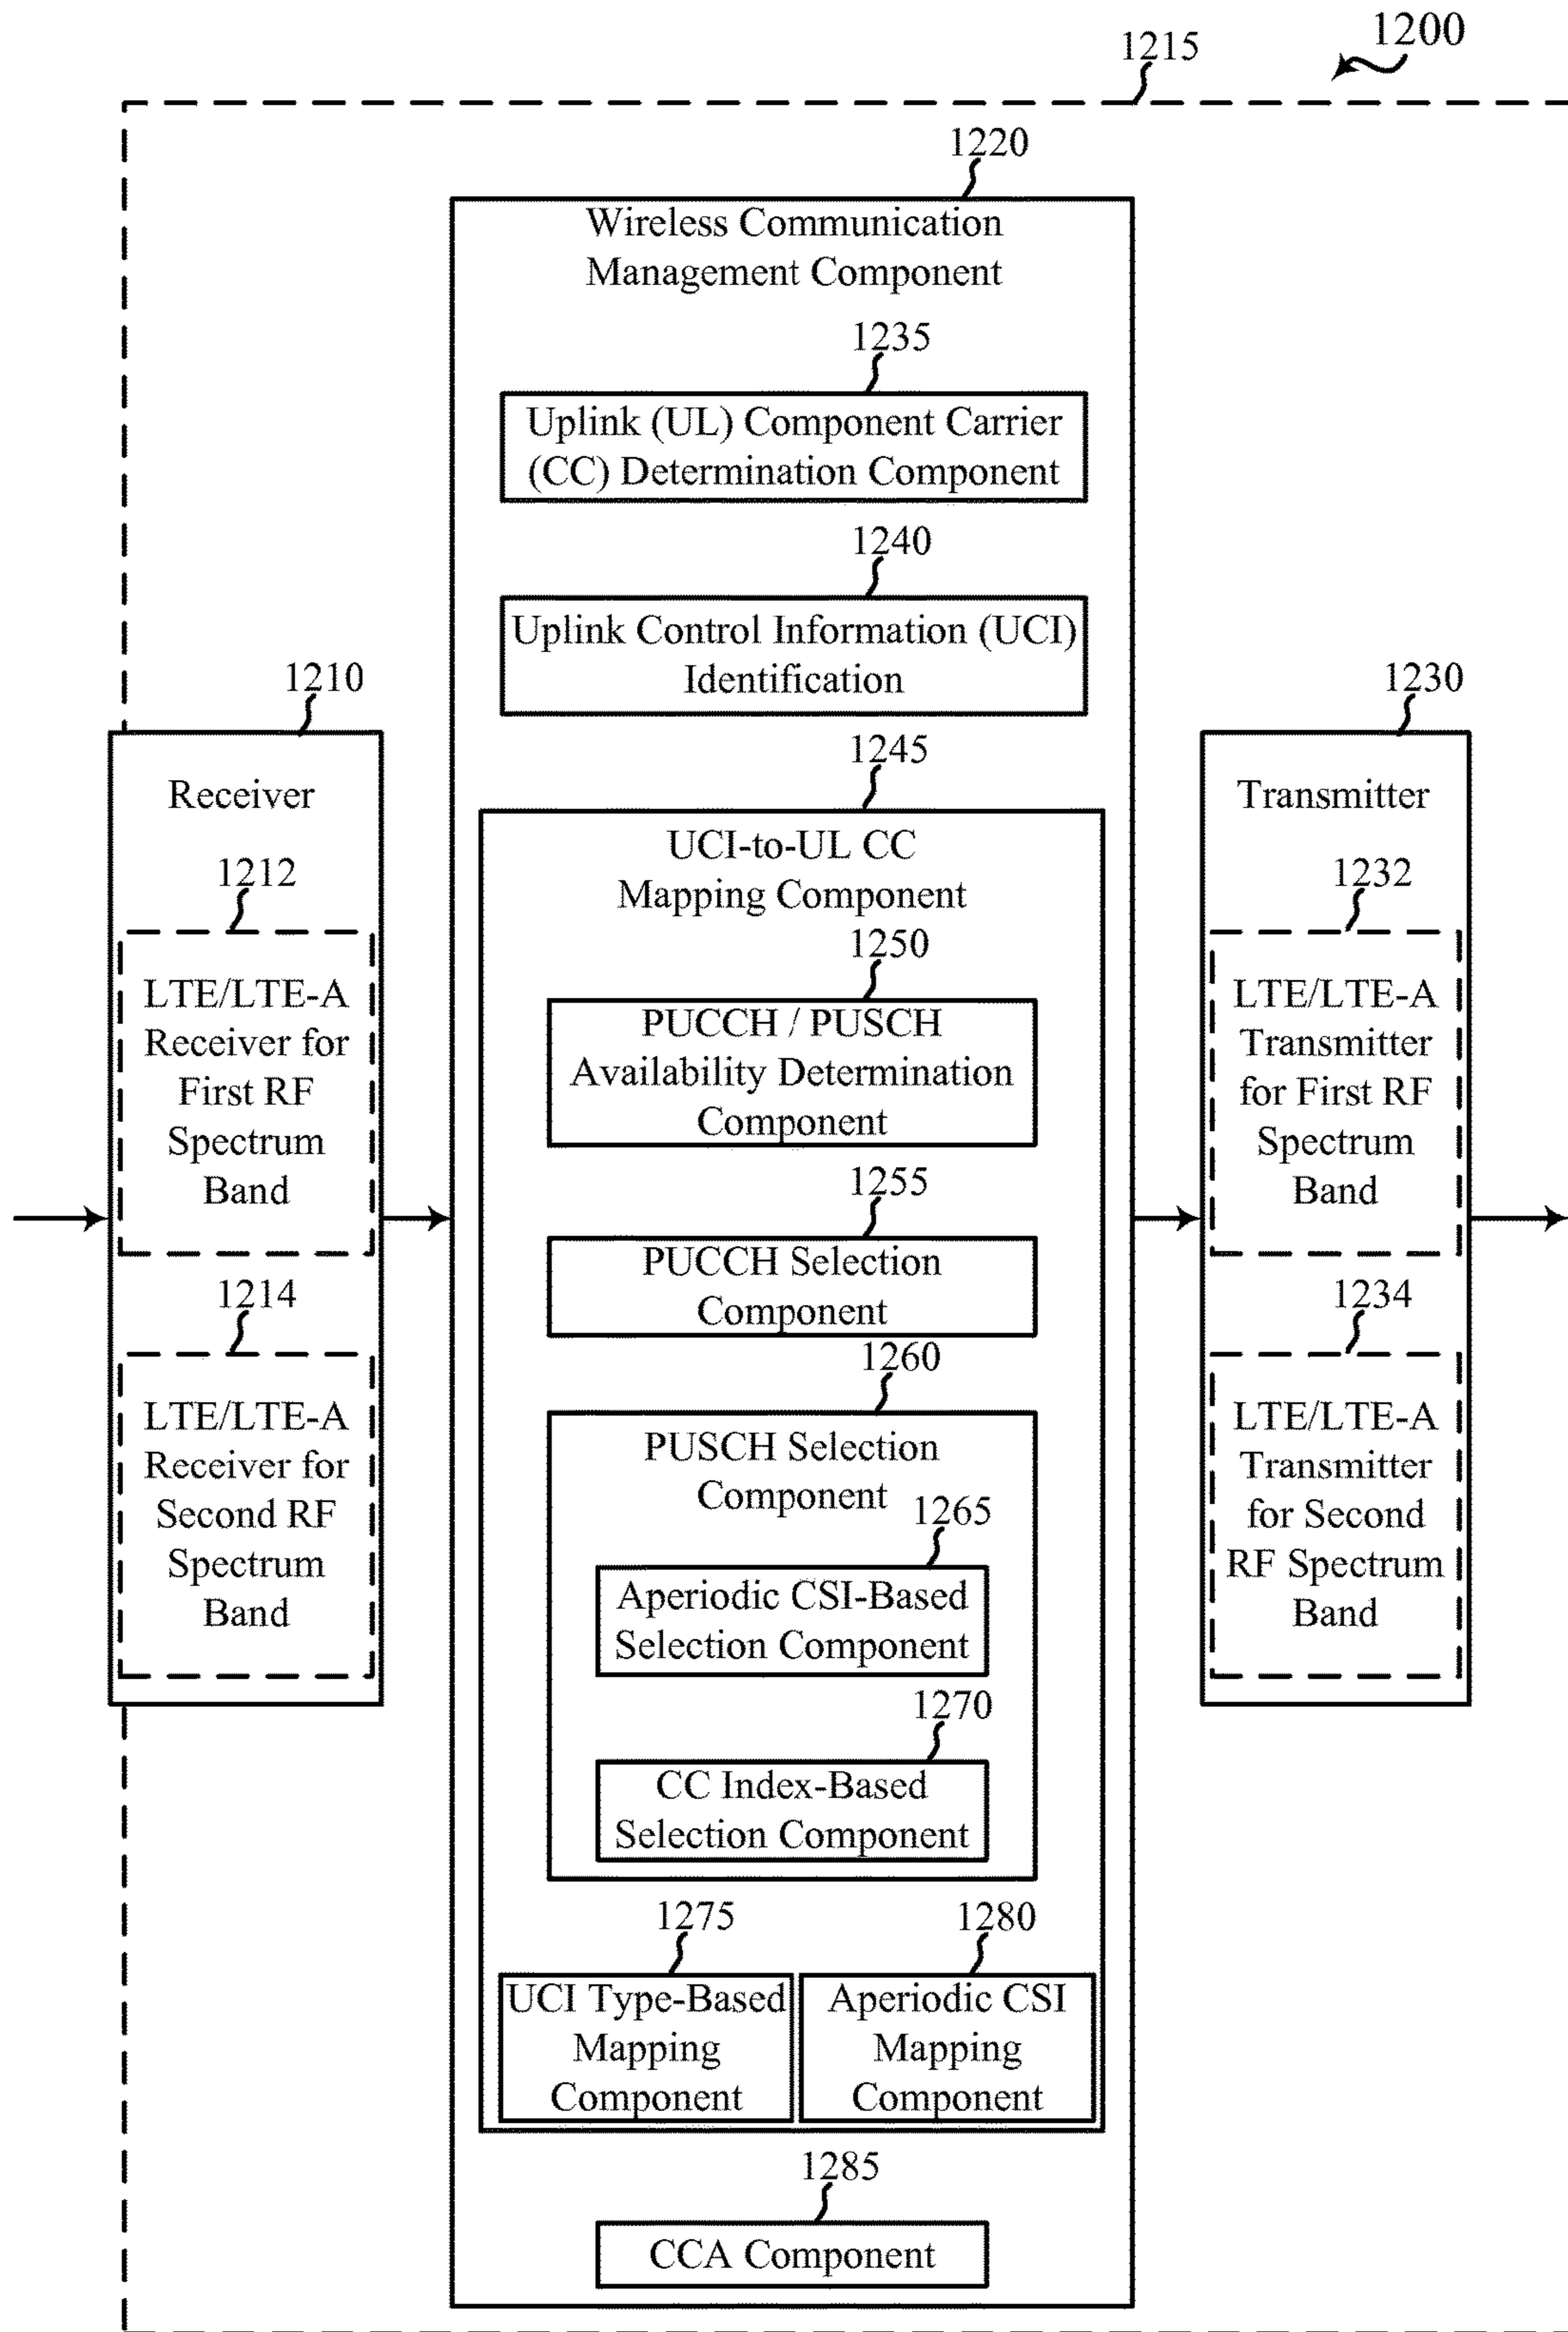 1200
1215
1220
Wireless Communication
Management Component
1235
Uplink (UL) Component Carrier
(CC) Determination Component
1240
Uplink Control Information (UCI)
Identification
1210
Receiver
1212
LTE/LTE-A
Receiver for
First RF
Spectrum
Band
1214
LTE/LTE-A
Receiver for
Second RF
Spectrum
Band
1245
UCI-to-UL CC
Mapping Component
1250
PUCCH / PUSCH
Availability Determination
Component
1255
PUCCH Selection
Component
1260
PUSCH Selection
Component
1265
Aperiodic CSI-Based
Selection Component
1270
CC Index-Based
Selection Component
1275
UCI Type-Based
Mapping
Component
1280
Aperiodic CSI
Mapping
Component
1285
CCA Component
1230
Transmitter
1232
LTE/LTE-A
Transmitter
for First RF
Spectrum
Band
1234
LTE/LTE-A
Transmitter
for Second
RF Spectrum
Band